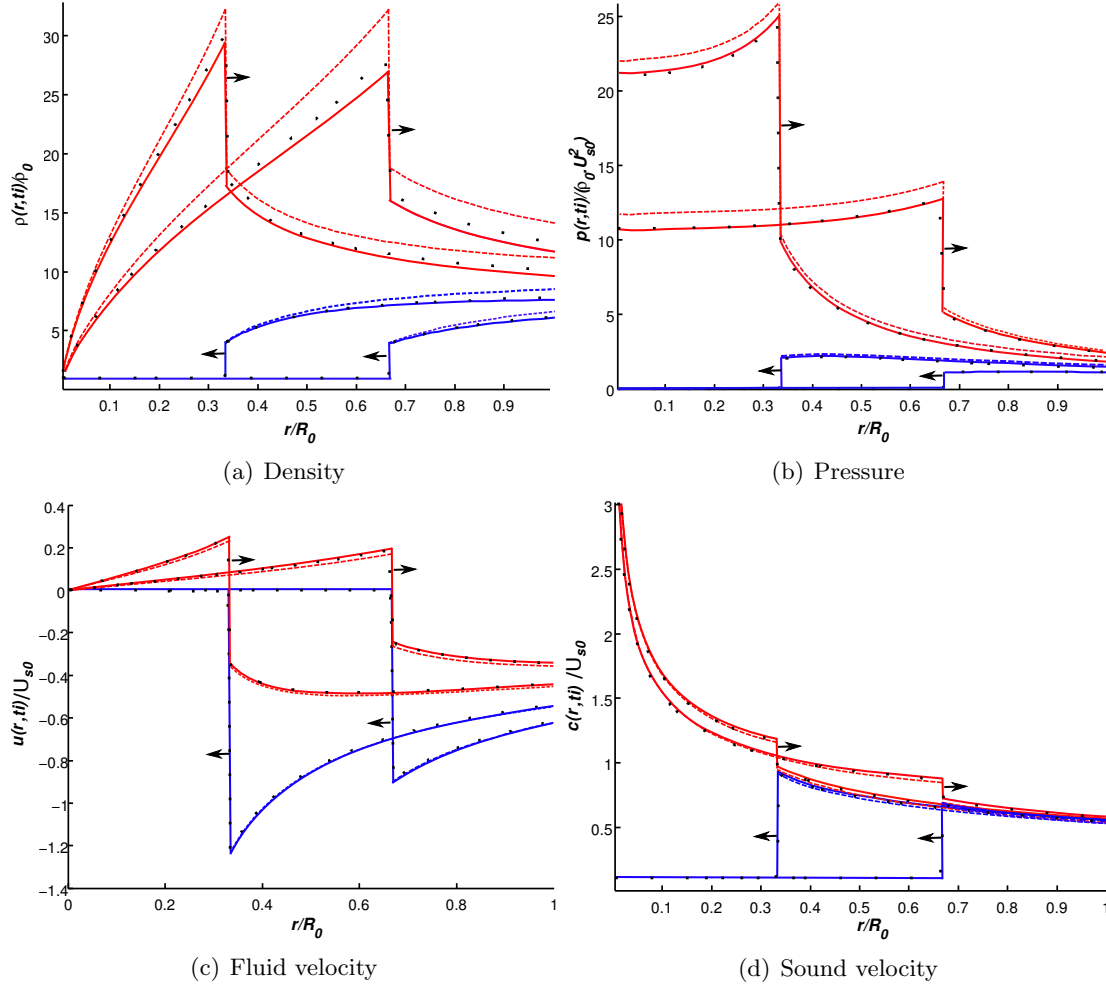 30
25
20
15
10
5
ρ(r,ti)/ρ₀
0.1 0.2 0.3 0.4 0.5 0.6 0.7 0.8 0.9
r/R₀
(a) Density
25
20
15
10
5
0
p(r,ti)/(ρ₀.U²ₛ₀)
0.1 0.2 0.3 0.4 0.5 0.6 0.7 0.8 0.9
r/R₀
(b) Pressure
0.4
0.2
0
−0.2
−0.4
−0.6
−0.8
−1
−1.2
−1.4
u(r,ti)/Uₛ₀
0 0.2 0.4 0.6 0.8 1
r/R₀
(c) Fluid velocity
3
2.5
2
1.5
1
0.5
c(r,ti) /Uₛ₀
0.1 0.2 0.3 0.4 0.5 0.6 0.7 0.8 0.9 1
r/R₀
(d) Sound velocity